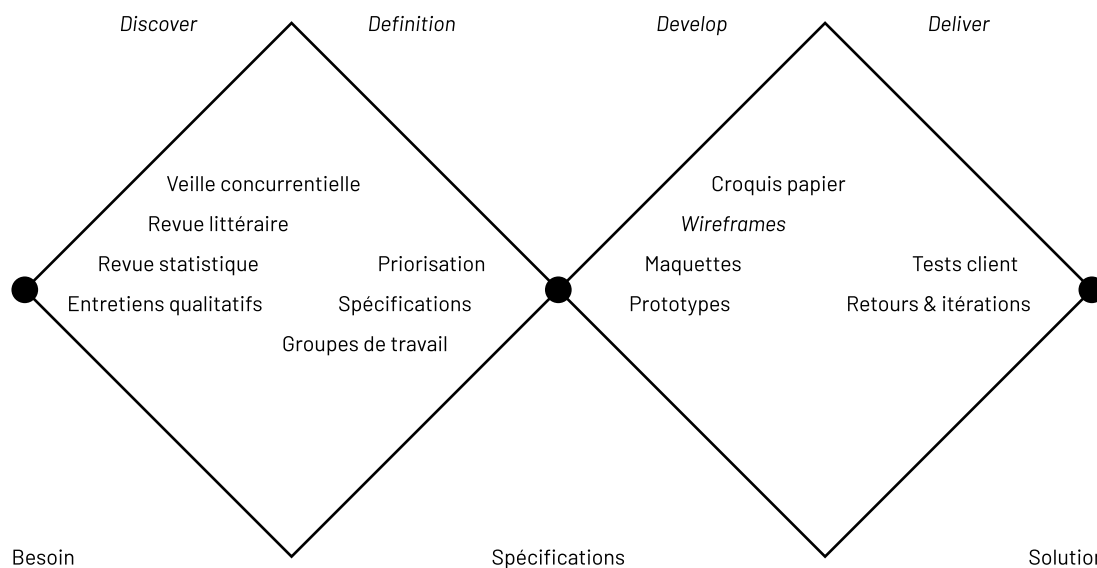 Discover
Definition
Develop
Deliver
Veille concurrentielle
Revue littéraire
Revue statistique
Entretiens qualitatifs
Priorisation
Spécifications
Groupes de travail
Croquis papier
Wireframes
Maquettes
Prototypes
Tests client
Retours & itérations
Besoin
Spécifications
Solution